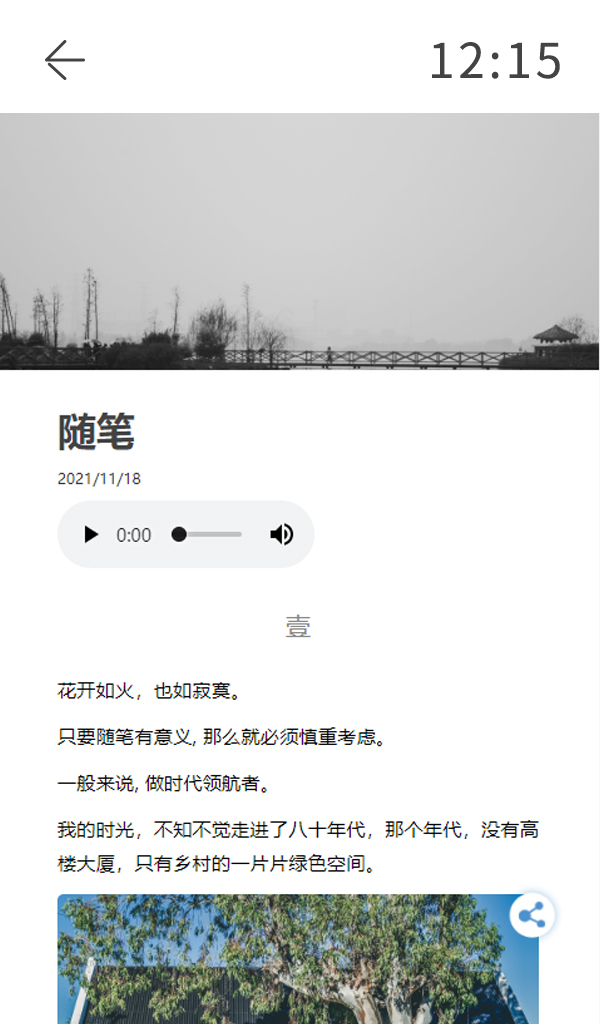 12:15
随笔
2021/11/18
0:00
壹
花开如火，也如寂寞。
只要随笔有意义, 那么就必须慎重考虑。
一般来说, 做时代领航者。
我的时光，不知不觉走进了八十年代，那个年代，没有高
楼大厦，只有乡村的一片片绿色空间。